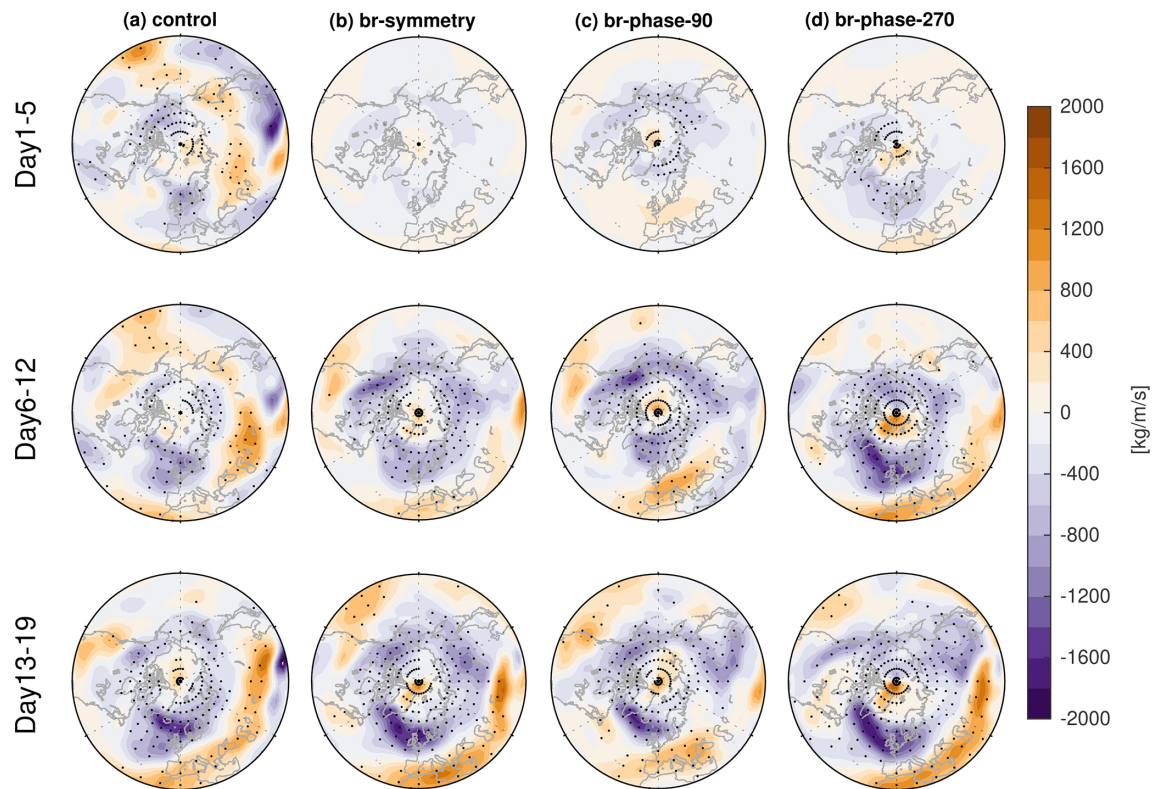 (a) control (b) br-symmetry (c) br-phase-90 (d) br-phase-270
Day1-5
Day6-12
Day13-19
2000
1600
1200
800
400
0
-400
-800
-1200
-1600
-2000
[kg/m/s]